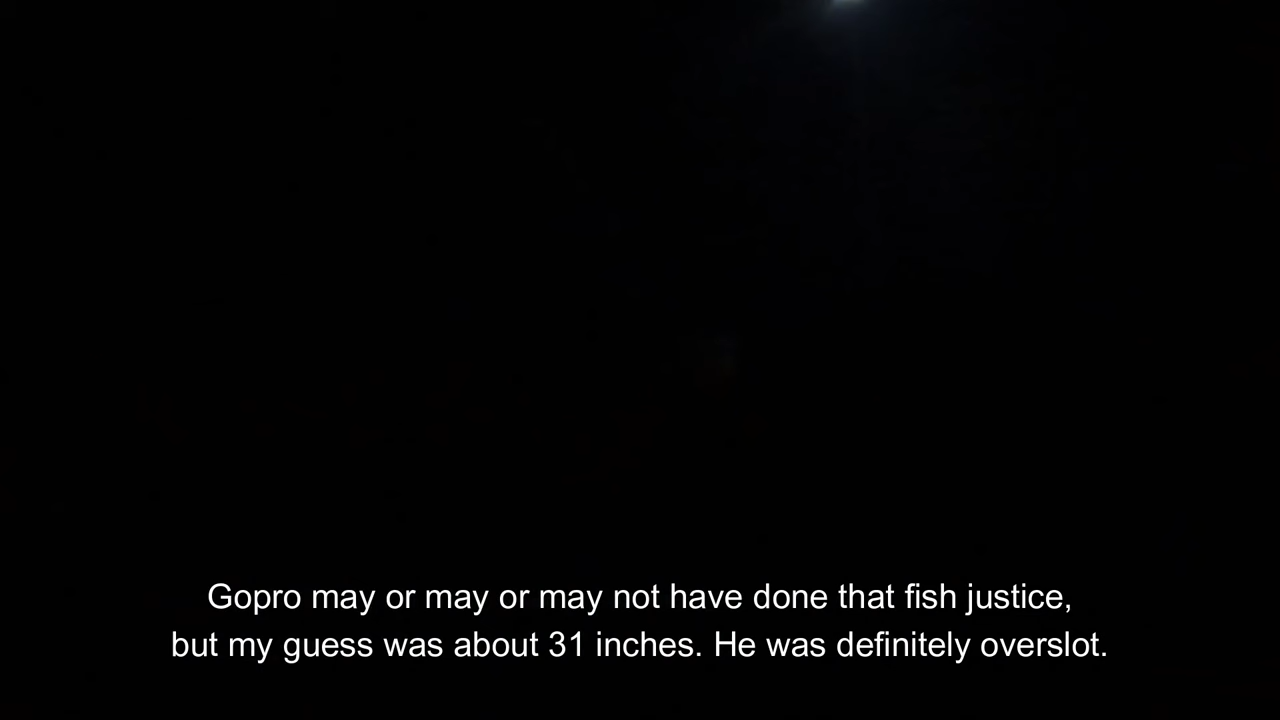 Gopro may or may or may not have done that fish justice,
but my guess was about 31 inches. He was definitely overslot.